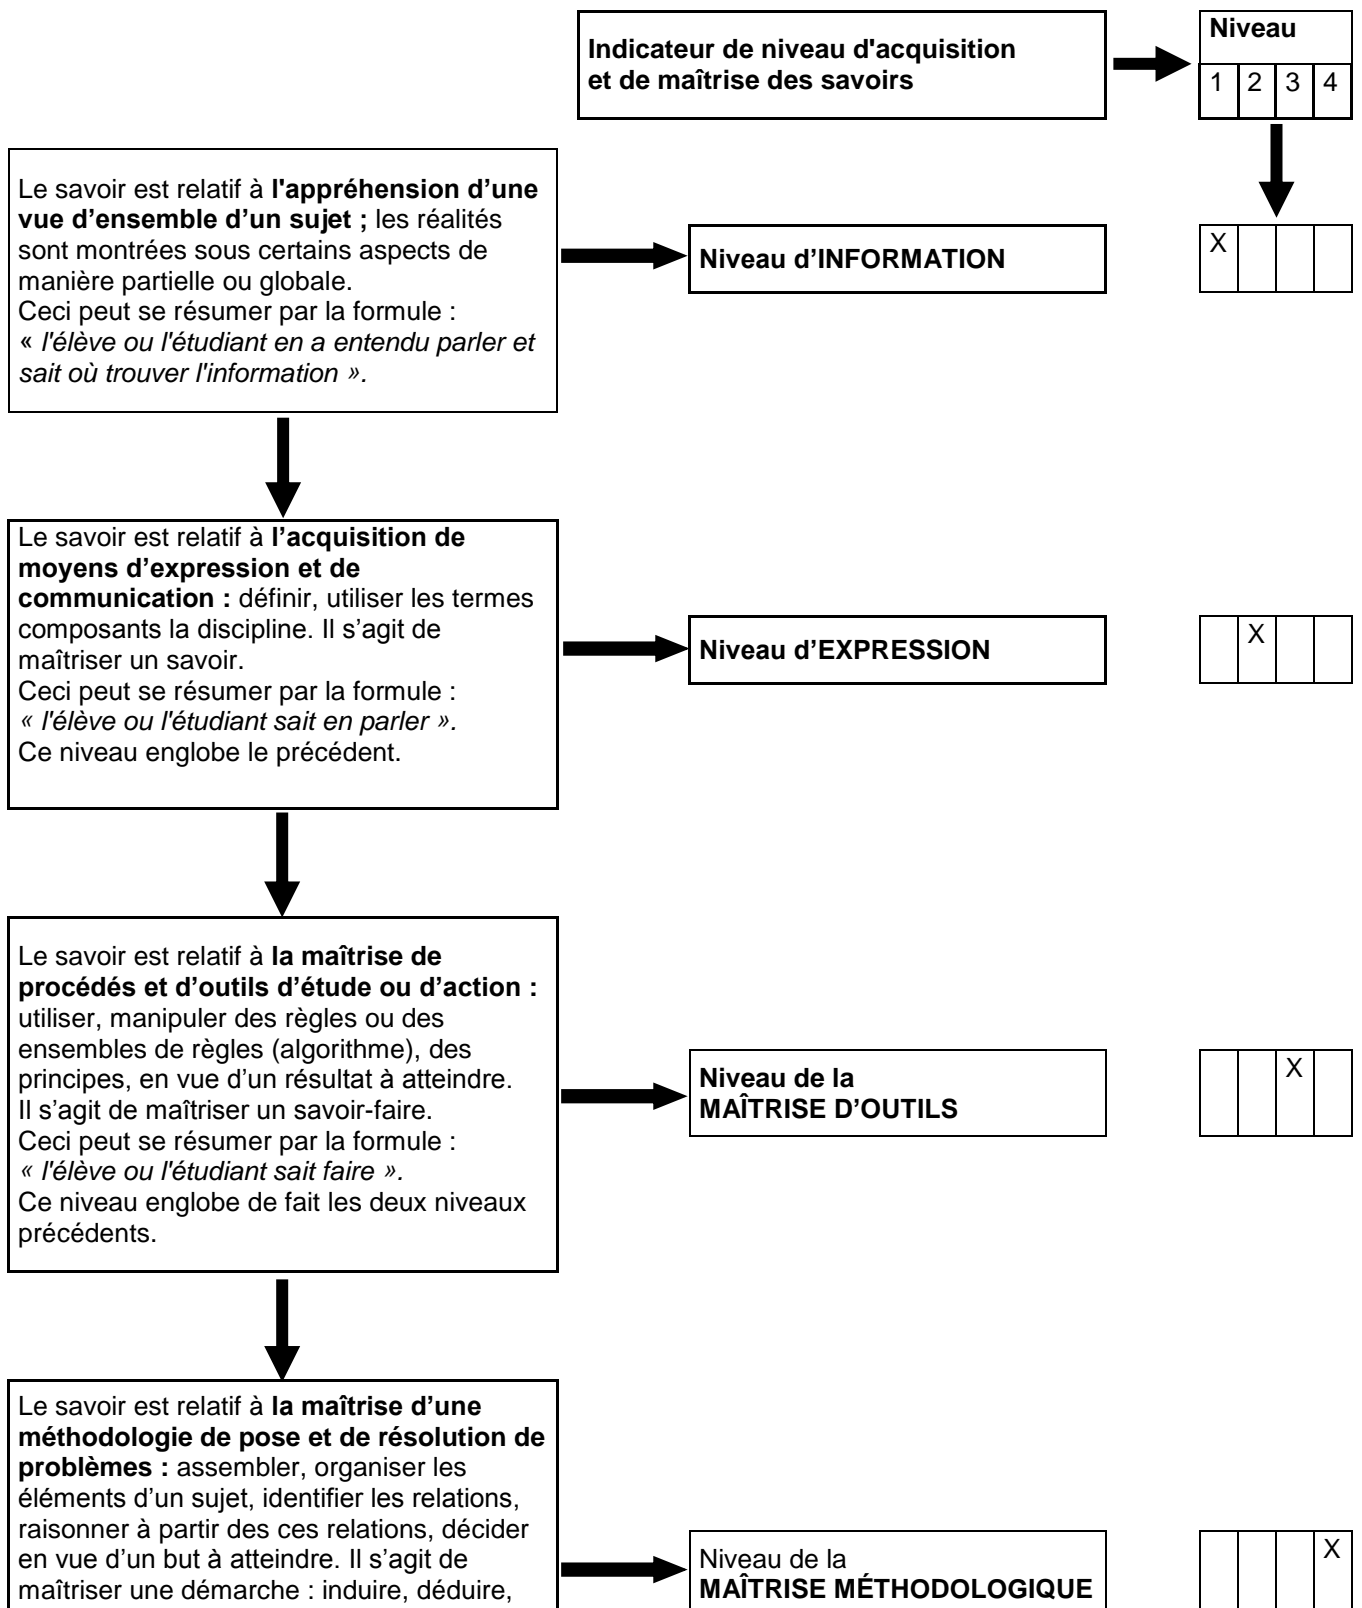 Indicateur de niveau d'acquisition
et de maîtrise des savoirs
Niveau
1 2 3 4
Le savoir est relatif à l'appréhension d’une
vue d’ensemble d’un sujet ; les réalités
sont montrées sous certains aspects de
manière partielle ou globale.
Ceci peut se résumer par la formule :
« l'élève ou l'étudiant en a entendu parler et
sait où trouver l'information ».
Niveau d’INFORMATION
X
Le savoir est relatif à l’acquisition de
moyens d’expression et de
communication : définir, utiliser les termes
composants la discipline. Il s’agit de
maîtriser un savoir.
Ceci peut se résumer par la formule :
« l'élève ou l'étudiant sait en parler ».
Ce niveau englobe le précédent.
Niveau d’EXPRESSION
X
Le savoir est relatif à la maîtrise de
procédés et d’outils d’étude ou d’action :
utiliser, manipuler des règles ou des
ensembles de règles (algorithme), des
principes, en vue d’un résultat à atteindre.
Il s’agit de maîtriser un savoir-faire.
Ceci peut se résumer par la formule :
« l'élève ou l'étudiant sait faire ».
Ce niveau englobe de fait les deux niveaux
précédents.
Niveau de la
MAÎTRISE D’OUTILS
X
Le savoir est relatif à la maîtrise d’une
méthodologie de pose et de résolution de
problèmes : assembler, organiser les
éléments d’un sujet, identifier les relations,
raisonner à partir des ces relations, décider
en vue d’un but à atteindre. Il s’agit de
maîtriser une démarche : induire, déduire,
Niveau de la
MAÎTRISE MÉTHODOLOGIQUE
X